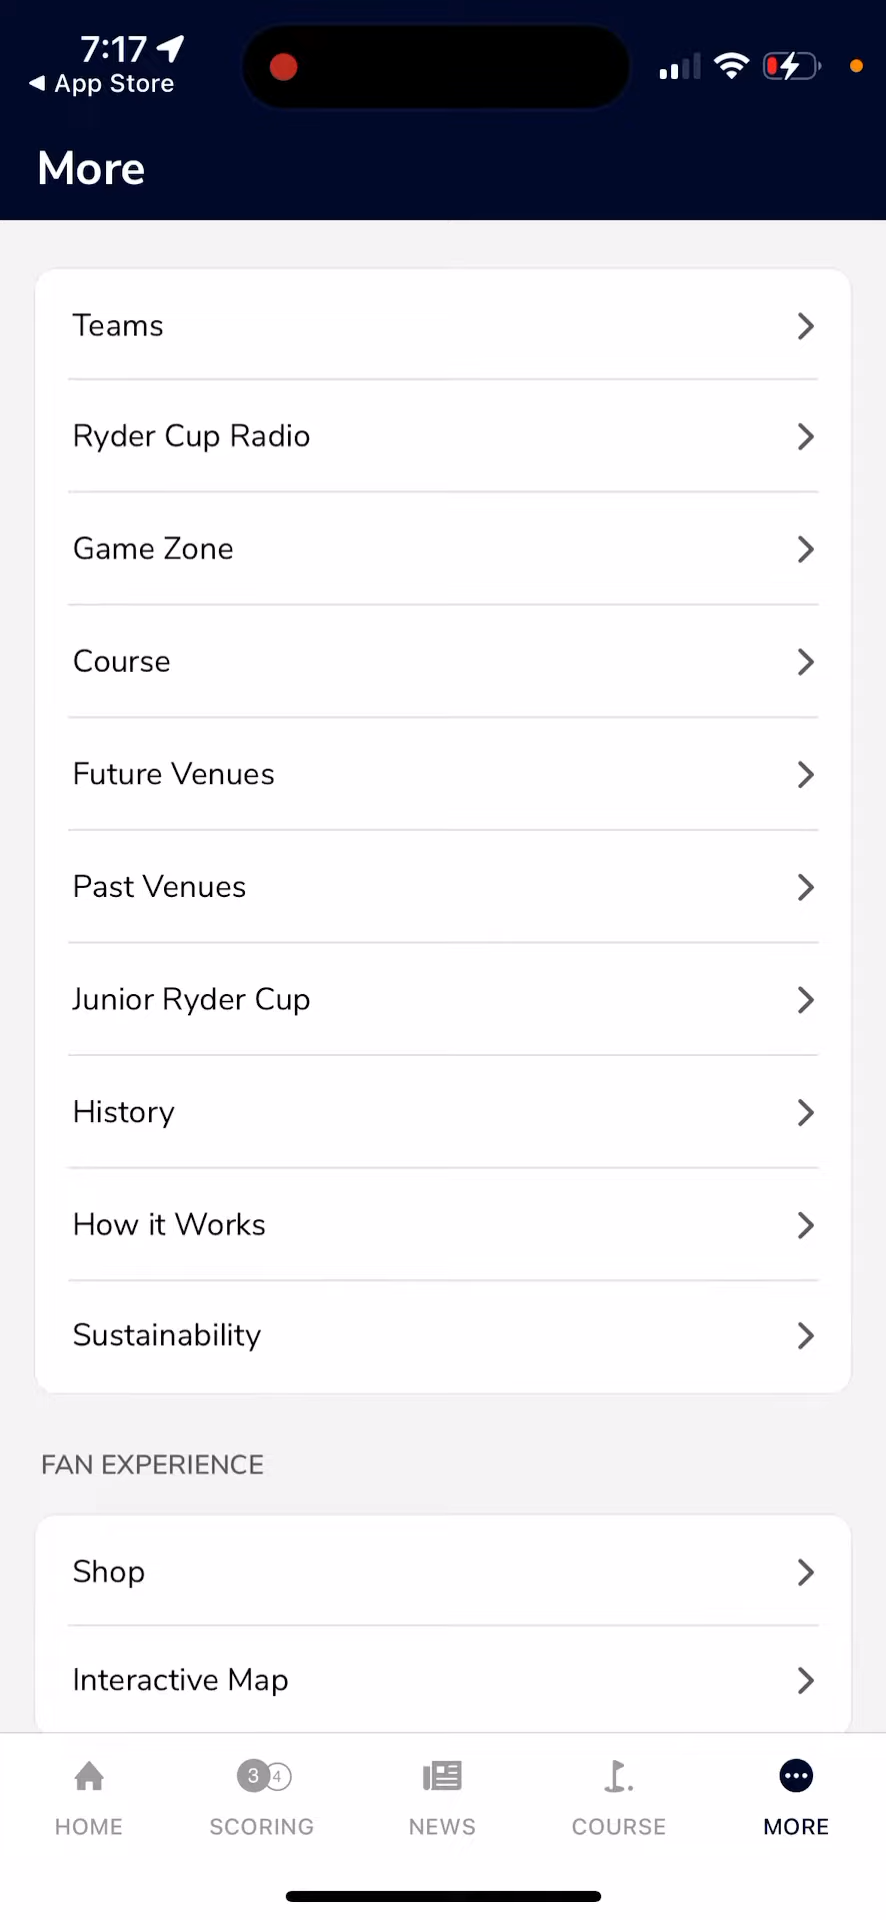 7:17
◀ App Store
More
Teams
Ryder Cup Radio
Game Zone
Course
Future Venues
Past Venues
Junior Ryder Cup
History
How it Works
Sustainability
FAN EXPERIENCE
Shop
Interactive Map
3 4
HOME SCORING NEWS COURSE MORE